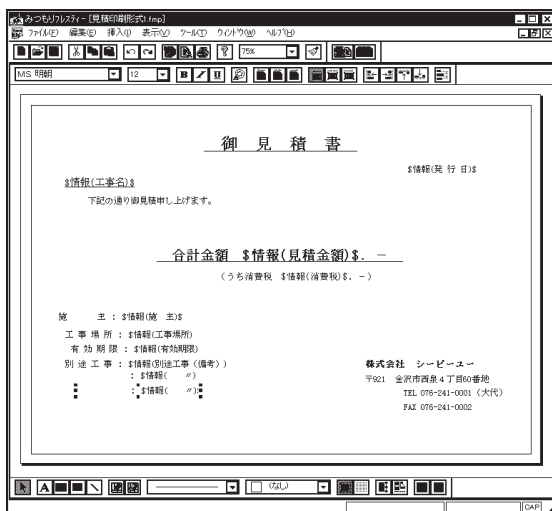 みつもりフレスティ - [見積印刷形式1.fmp]
ファイル(F) 編集(E) 挿入(I) 表示(V) ツール(T) ウィンドウ(W) ヘルプ(H)
75%
MS 明朝 12 B I U
御 見 積 書
$情報(発 行 日)$
$情報(工事名)$
下記の通り御見積申し上げます。
合計金額 $情報(見積金額)$. －
(うち消費税 $情報(消費税)$. －)
施 主 : $情報(施 主)$
工 事 場 所 : $情報(工事場所)
有 効 期 限 : $情報(有効期限)
別 途 工 事 : $情報(別途工事（備考）)
: $情報( 〃)
: $情報( 〃)
株式会社 シーピーユー
〒921 金沢市西泉４丁目60番地
TEL 076-241-0001（大代）
FAX 076-241-0002
A (なし)
CAP